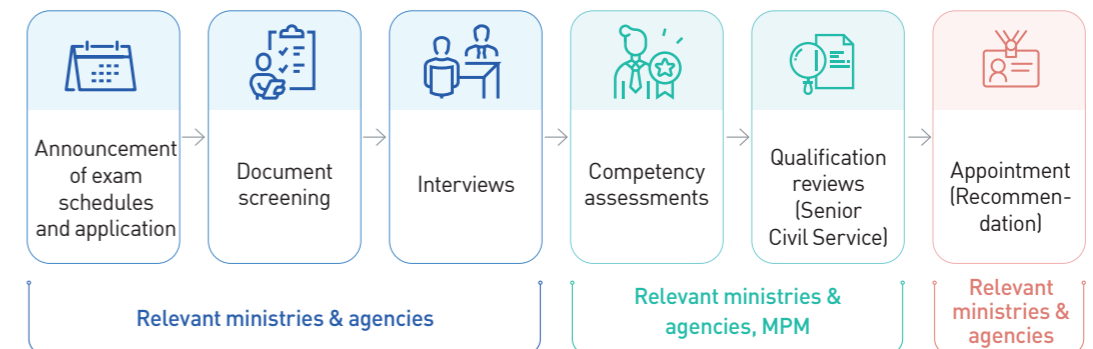 Announcement
of exam
schedules
and application
Document
screening
Interviews
Competency
assessments
Qualification
reviews
(Senior
Civil Service)
Appointment
(Recommen-
dation)
Relevant ministries & agencies
Relevant ministries &
agencies, MPM
Relevant
ministries &
agencies